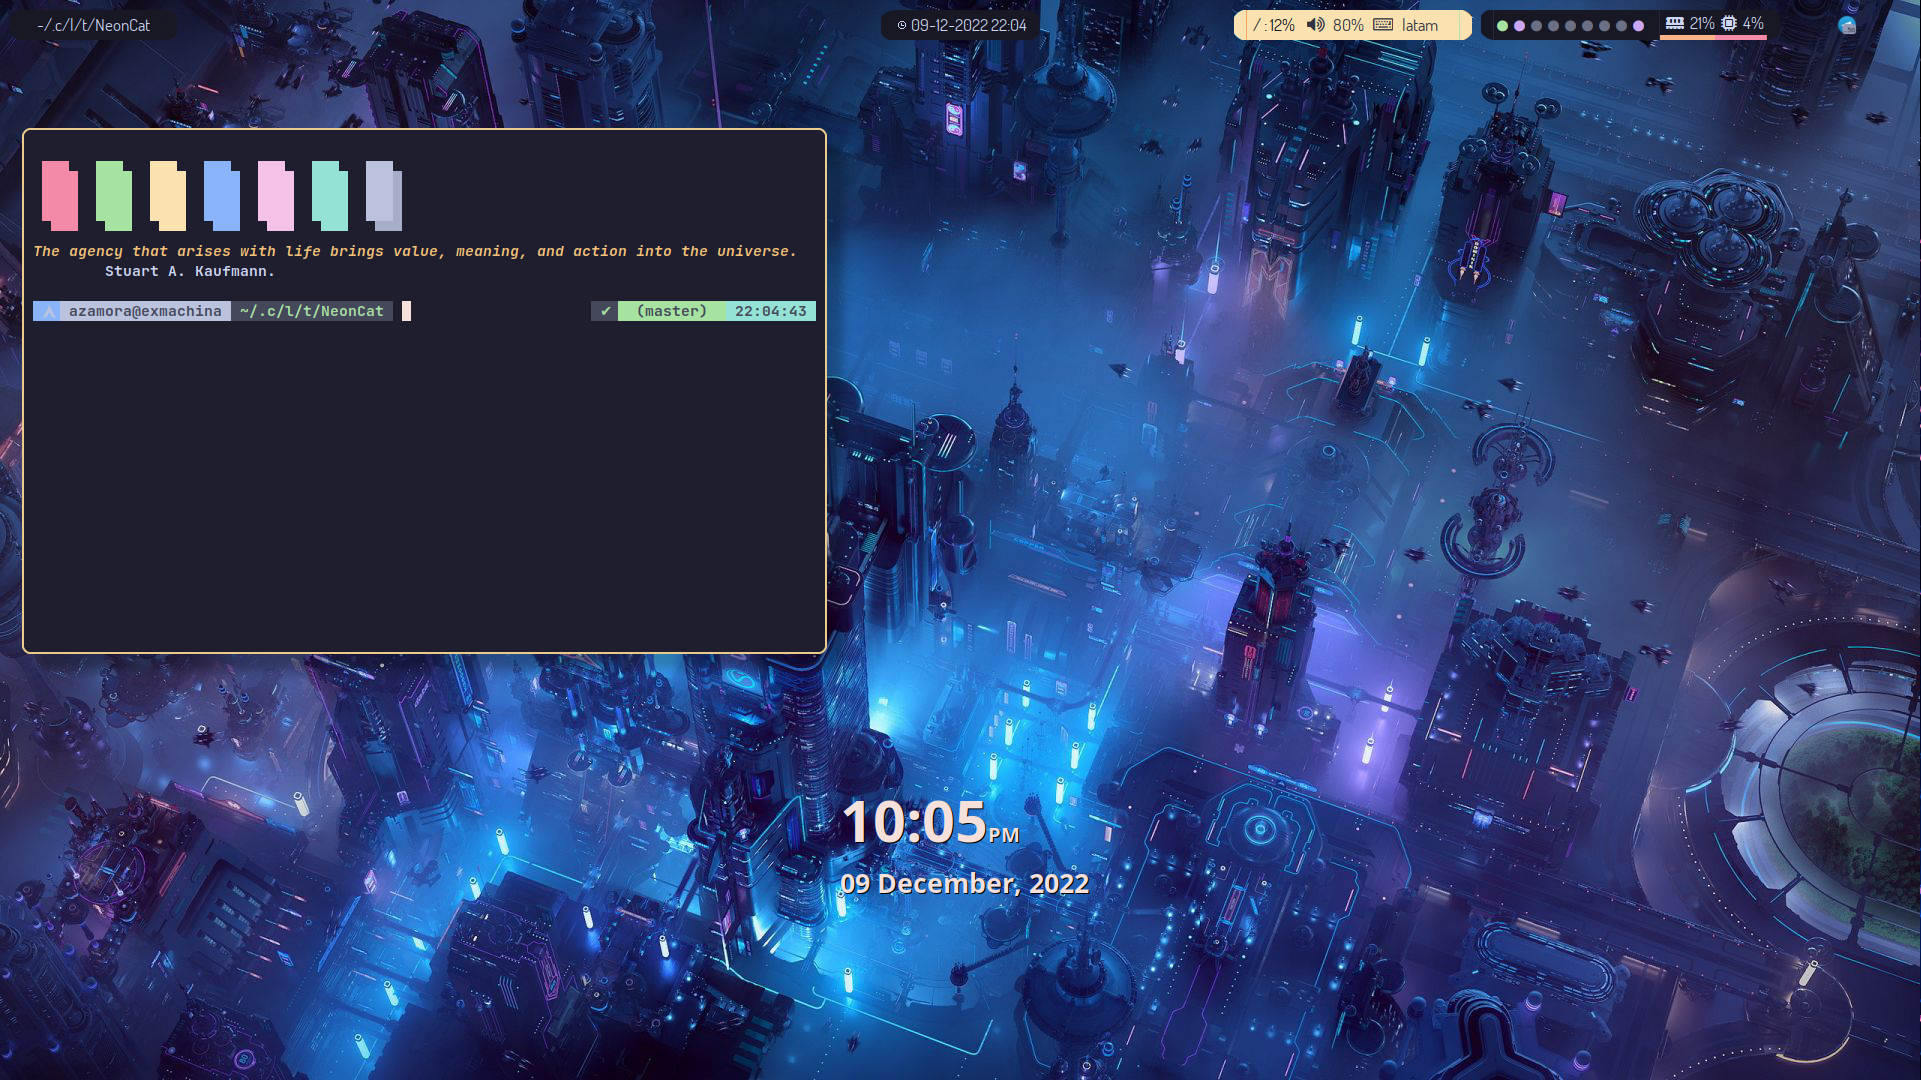 ~/.c/l/t/NeonCat
09-12-2022 22:04
/ : 12% 80% latam
21% 4%
The agency that arises with life brings value, meaning, and action into the universe.
Stuart A. Kaufmann.
azamora@exmachina ~/.c/l/t/NeonCat ✔ (master) 22:04:43
10:05 PM
09 December, 2022